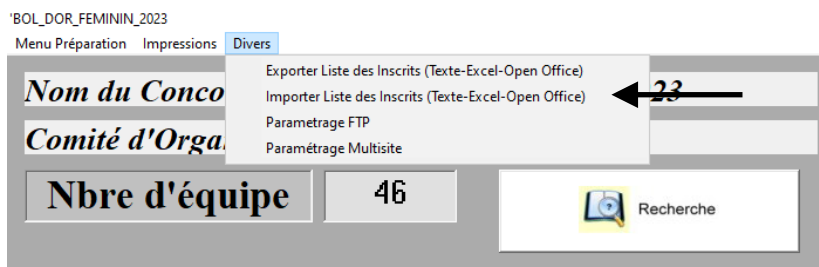 'BOL_DOR_FEMININ_2023
Menu Préparation Impressions Divers
Exporter Liste des Inscrits (Texte-Excel-Open Office)
Nom du Conco 23
Importer Liste des Inscrits (Texte-Excel-Open Office)
Parametrage FTP
Comité d'Orga
Paramétrage Multisite
Nbre d'équipe 46 Recherche